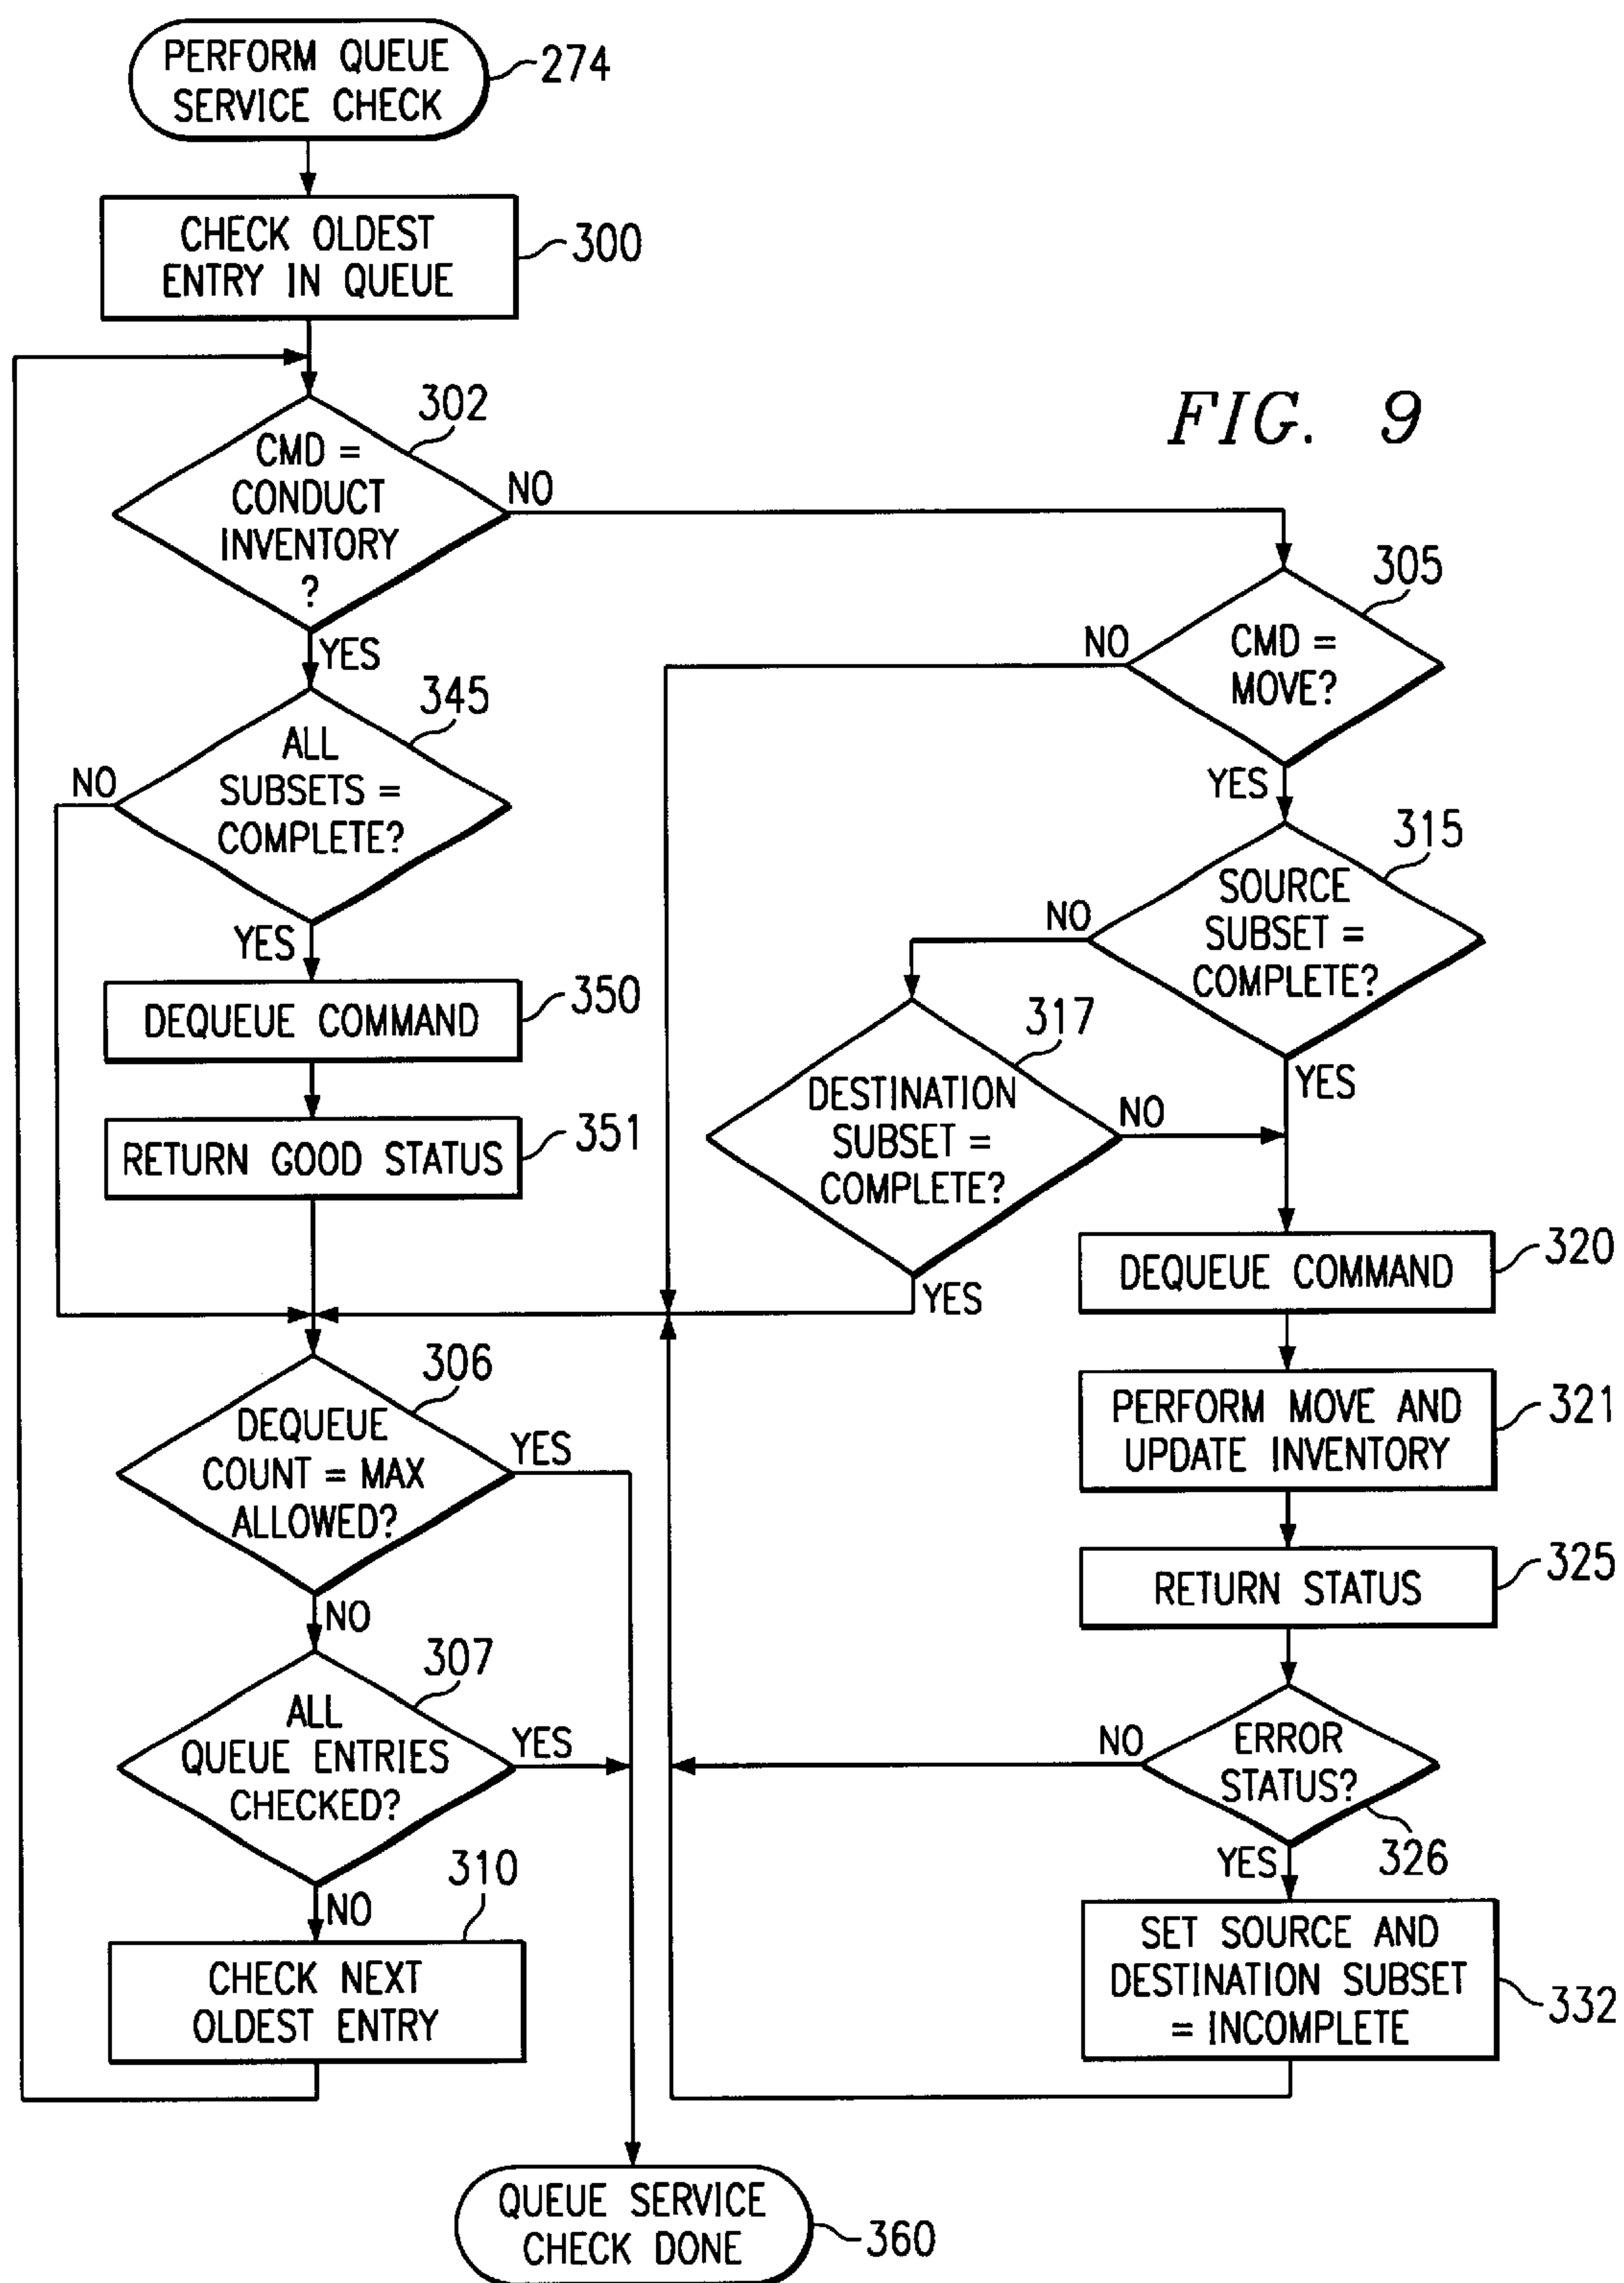 PERFORM QUEUE
SERVICE CHECK
274
CHECK OLDEST
ENTRY IN QUEUE
300
FIG. 9
302
CMD =
CONDUCT
INVENTORY
?
NO
YES
305
CMD =
MOVE?
NO
YES
345
ALL
SUBSETS =
COMPLETE?
NO
YES
315
SOURCE
SUBSET =
COMPLETE?
NO
YES
350
DEQUEUE COMMAND
317
DESTINATION
SUBSET =
COMPLETE?
NO
YES
351
RETURN GOOD STATUS
320
DEQUEUE COMMAND
306
DEQUEUE
COUNT = MAX
ALLOWED?
YES
NO
321
PERFORM MOVE AND
UPDATE INVENTORY
325
RETURN STATUS
307
ALL
QUEUE ENTRIES
CHECKED?
YES
NO
ERROR
STATUS?
NO
YES
326
310
CHECK NEXT
OLDEST ENTRY
SET SOURCE AND
DESTINATION SUBSET
= INCOMPLETE
332
QUEUE SERVICE
CHECK DONE
360